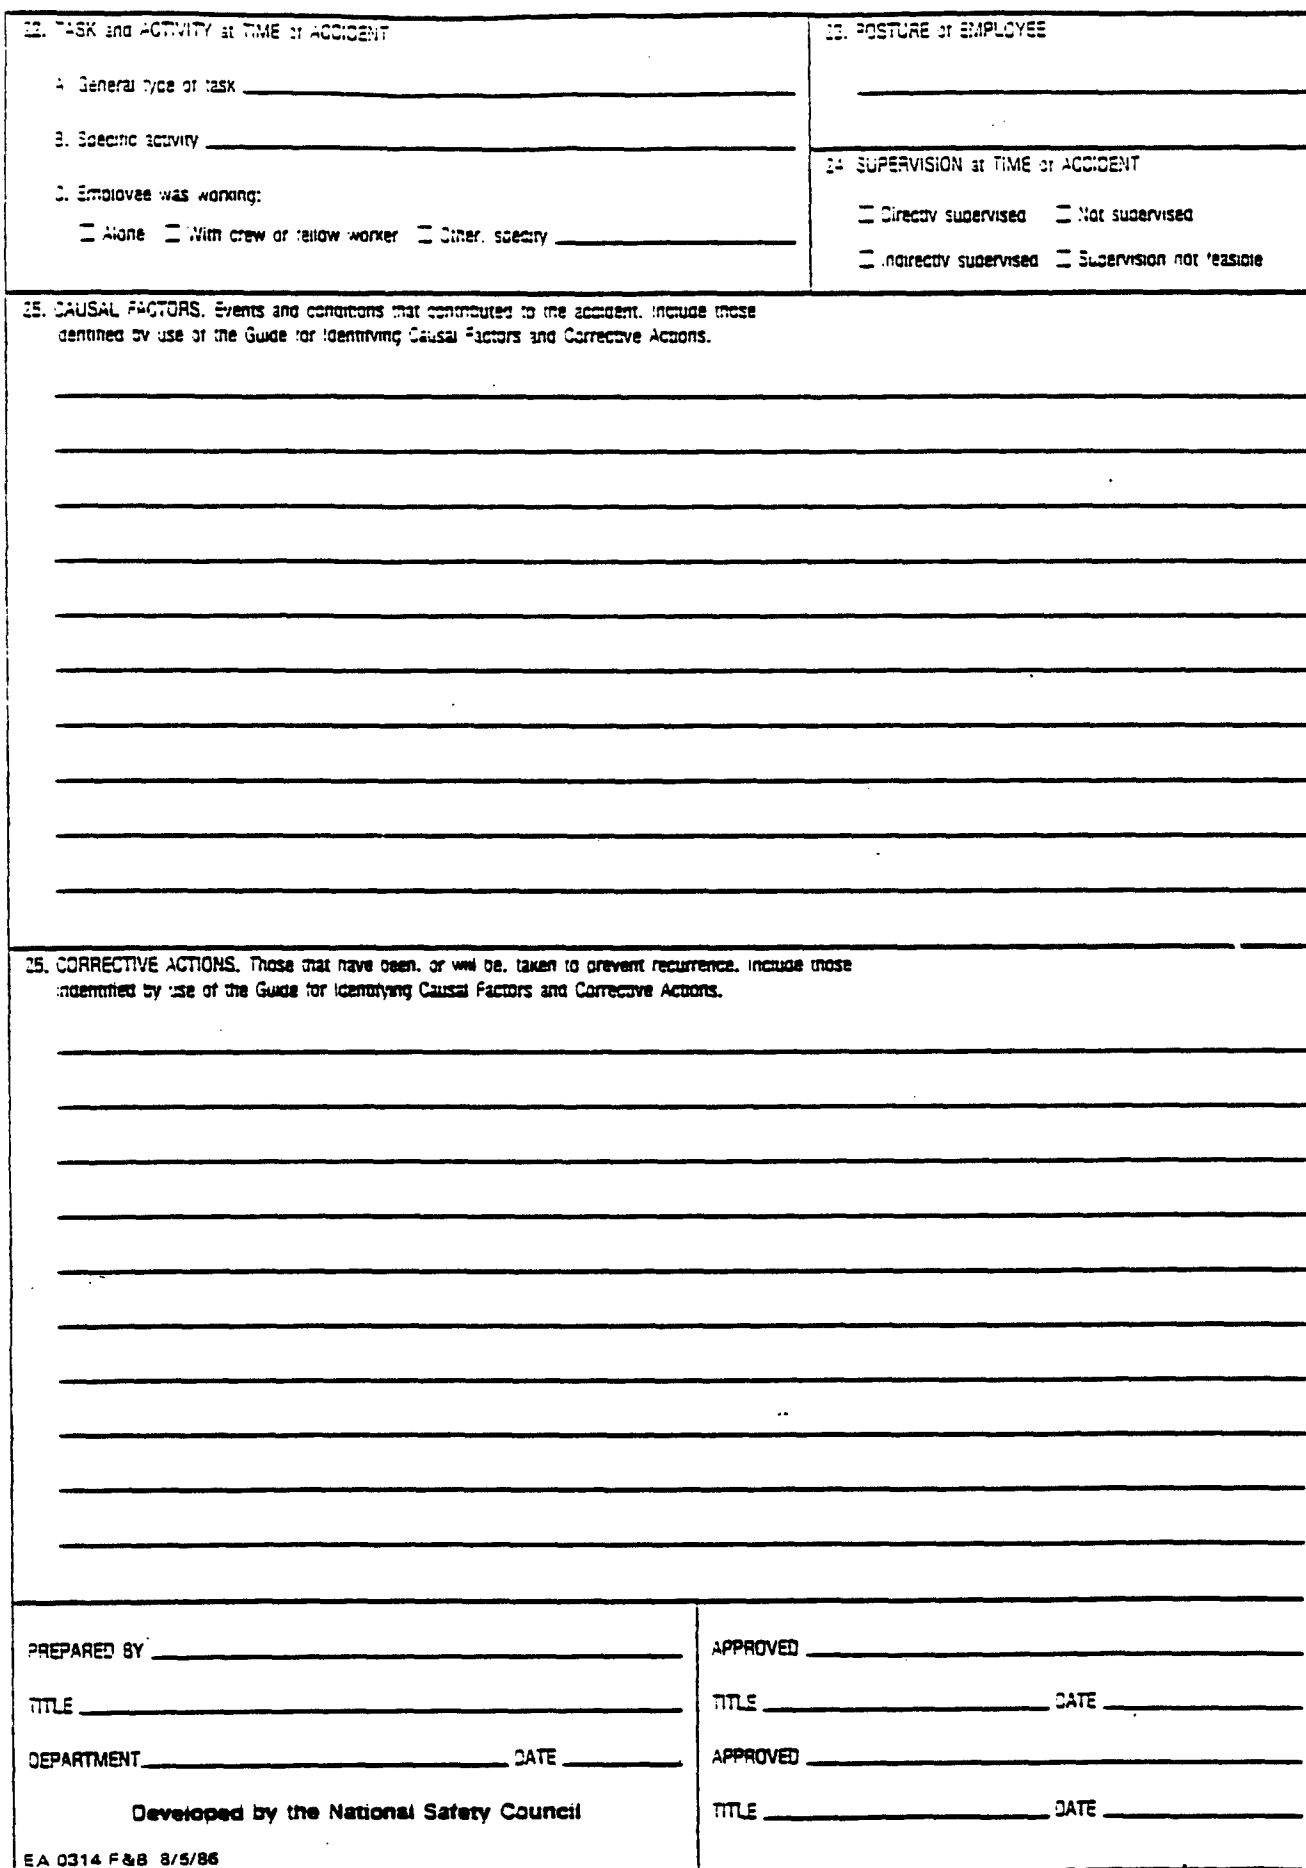 22. TASK and ACTIVITY at TIME of ACCIDENT
A. General type of task
B. Specific activity
C. Employee was working:
Alone With crew or fellow worker Other, specify
23. POSTURE of EMPLOYEE
24. SUPERVISION at TIME of ACCIDENT
Directly supervised Not supervised
Indirectly supervised Supervision not feasible
25. CAUSAL FACTORS. Events and conditions that contributed to the accident. Include those
identified by use of the Guide for Identifying Causal Factors and Corrective Actions.
25. CORRECTIVE ACTIONS. Those that have been, or will be, taken to prevent recurrence. Include those
indentified by use of the Guide for Identifying Causal Factors and Corrective Actions.
PREPARED BY
TITLE
DEPARTMENT DATE
Developed by the National Safety Council
EA 0314 F&B 8/5/86
APPROVED
TITLE DATE
APPROVED
TITLE DATE